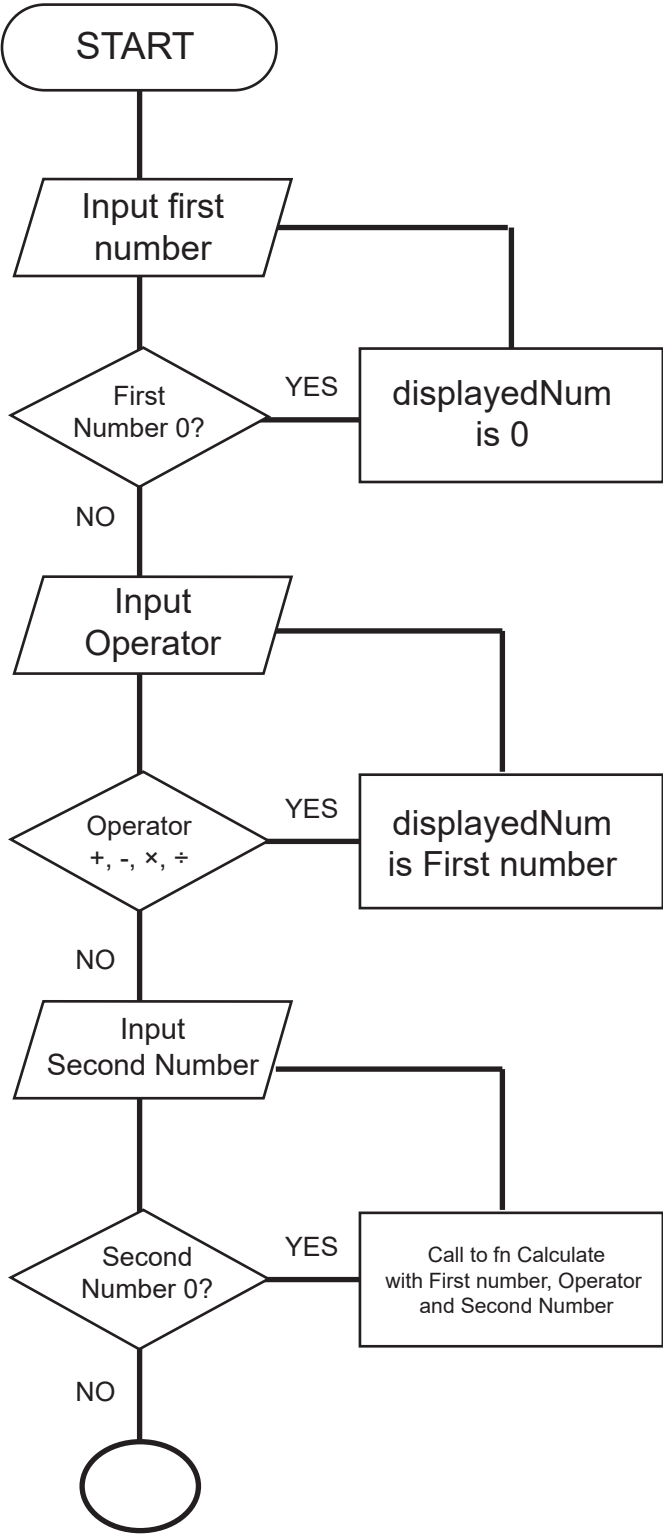 START
Input first
number
First
Number 0?
YES
displayedNum
is 0
NO
Input
Operator
Operator
+, -, ×, ÷
YES
displayedNum
is First number
NO
Input
Second Number
Second
Number 0?
YES
Call to fn Calculate
with First number, Operator
and Second Number
NO